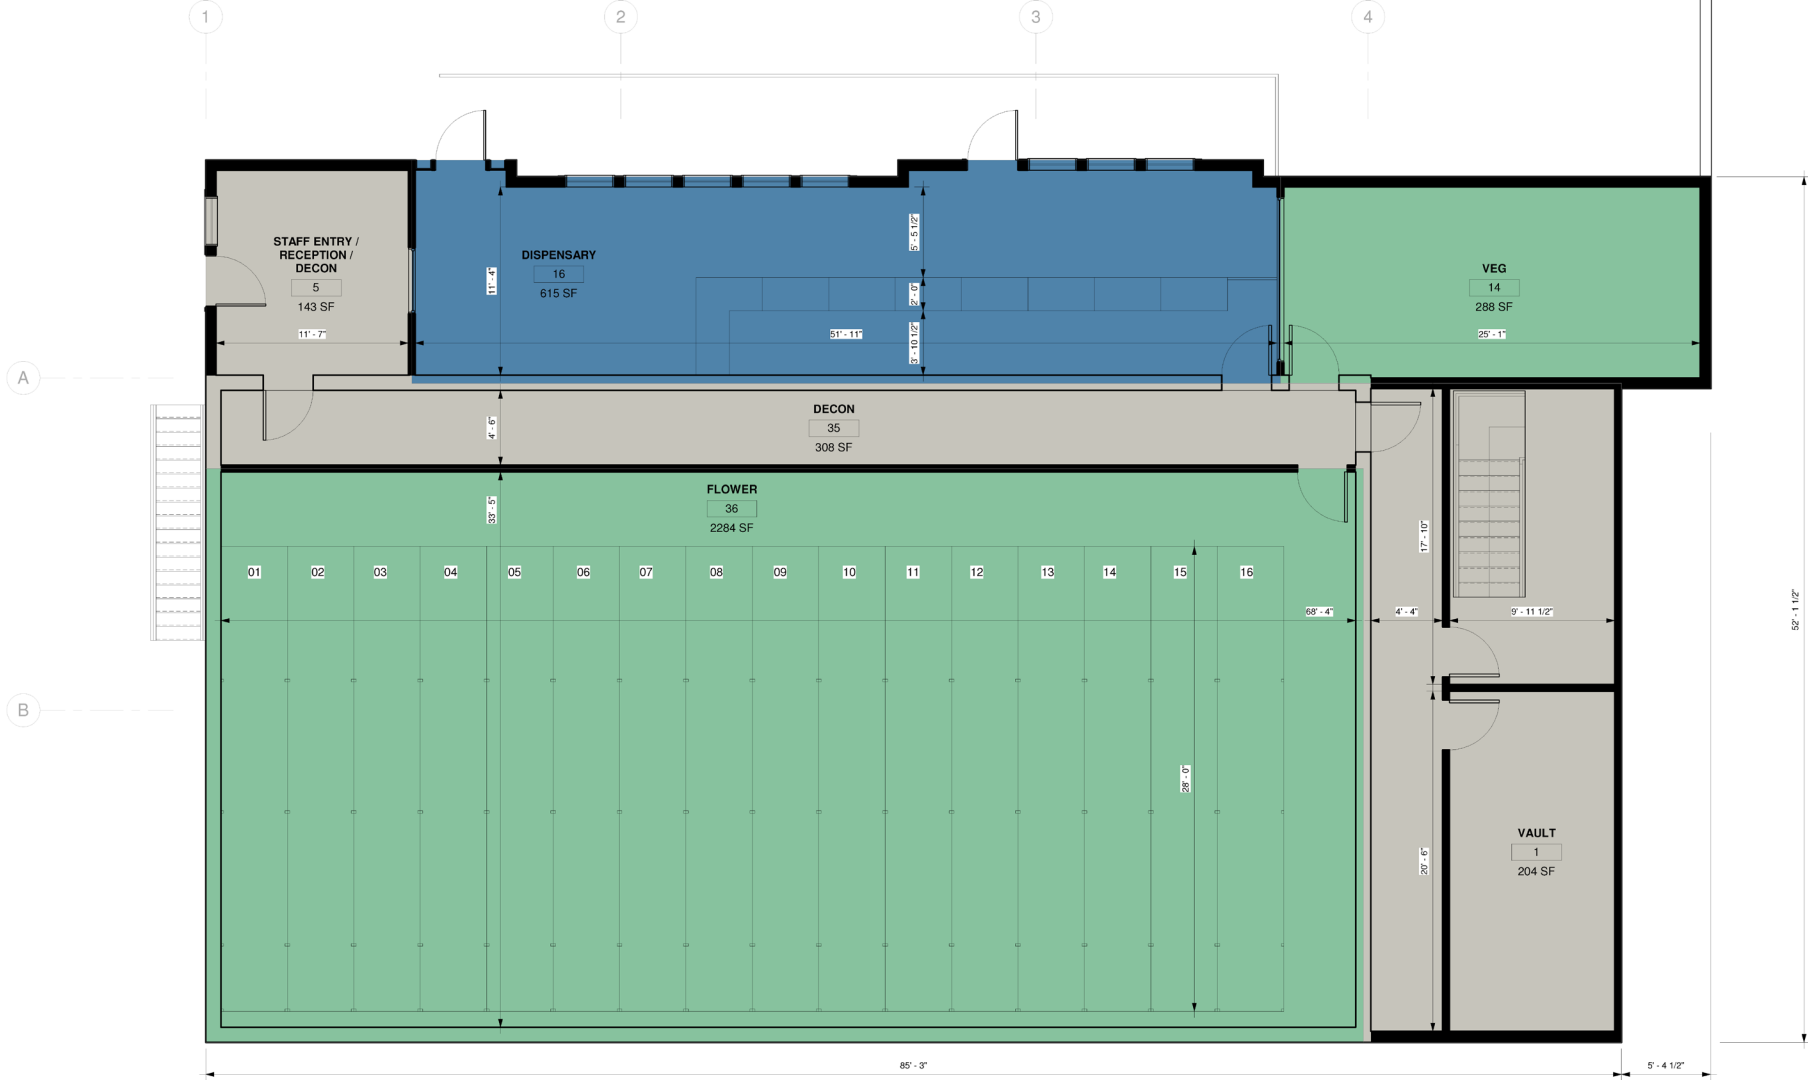 1
2
3
4
A
B
STAFF ENTRY /
RECEPTION /
DECON
5
143 SF
11' - 7"
DISPENSARY
16
615 SF
11' - 4"
51' - 11"
5' - 5 1/2"
2' - 0"
3' - 10 1/2"
VEG
14
288 SF
25' - 1"
DECON
35
308 SF
4' - 6"
FLOWER
36
2284 SF
33' - 5"
01 02 03 04 05 06 07 08 09 10 11 12 13 14 15 16
68' - 4"
4' - 4"
9' - 11 1/2"
17' - 10"
28' - 0"
20' - 6"
VAULT
1
204 SF
52' - 1 1/2"
85' - 3"
5' - 4 1/2"